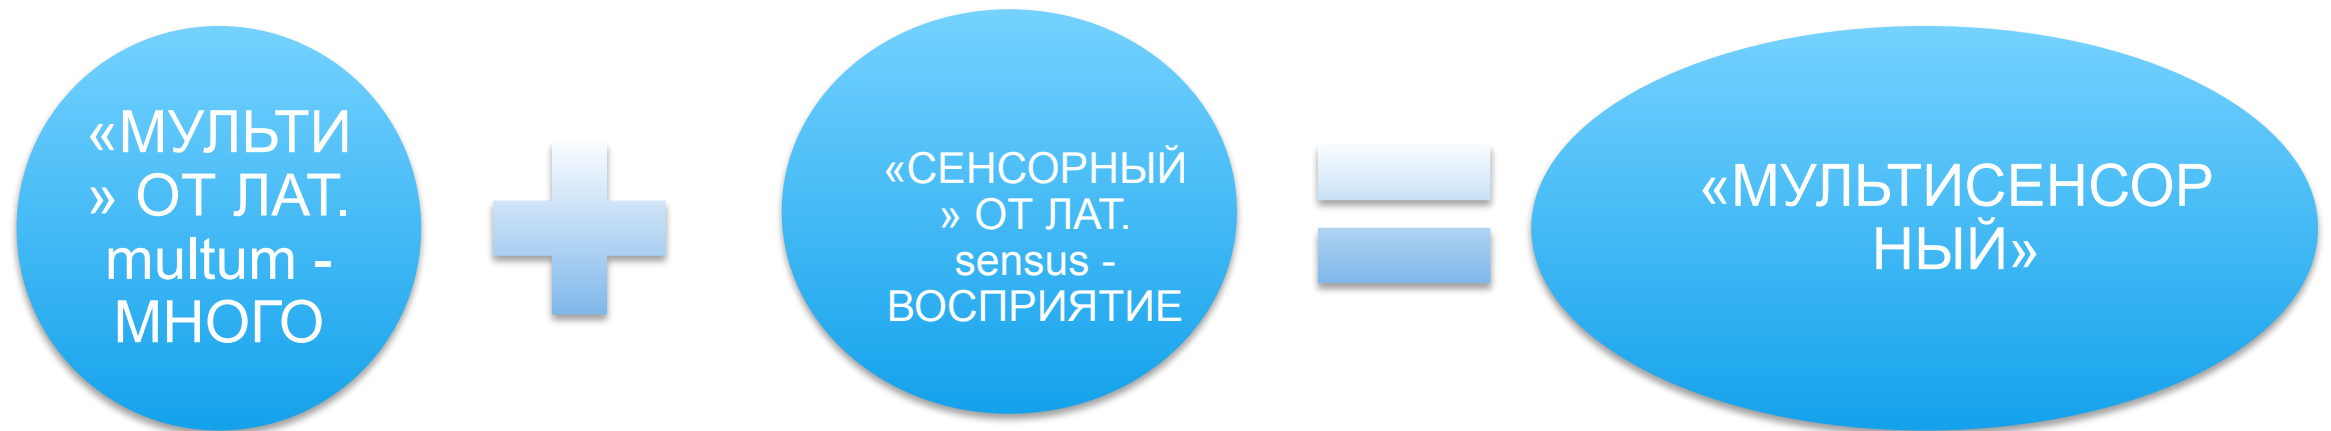 «МУЛЬТИ
» ОТ ЛАТ.
multum -
МНОГО
«СЕНСОРНЫЙ
» ОТ ЛАТ.
sensus -
ВОСПРИЯТИЕ
«МУЛЬТИСЕНСОР
НЫЙ»